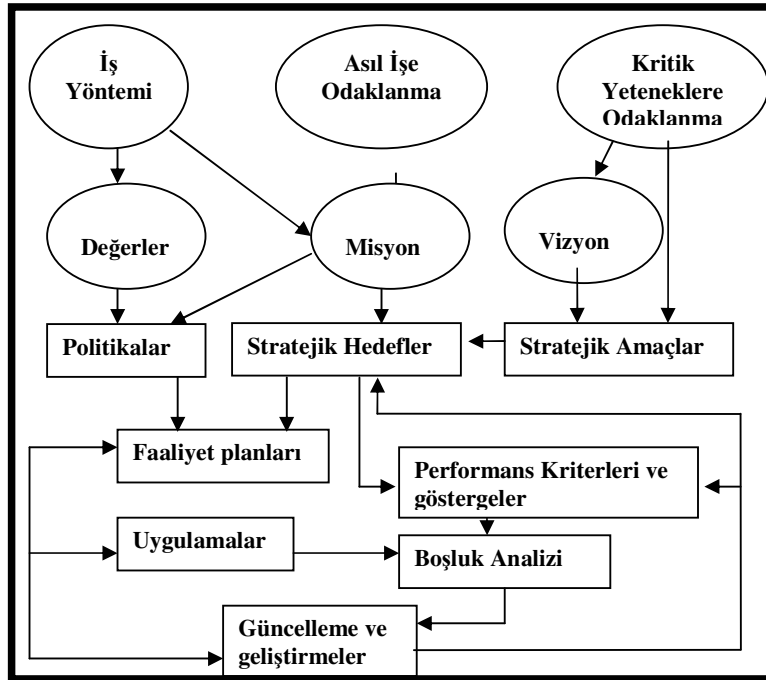 İş
Yöntemi
Asıl İşe
Odaklanma
Kritik
Yeteneklere
Odaklanma
Değerler
Misyon
Vizyon
Politikalar
Stratejik Hedefler
Stratejik Amaçlar
Faaliyet planları
Performans Kriterleri ve
göstergeler
Uygulamalar
Boşluk Analizi
Güncelleme ve
geliştirmeler